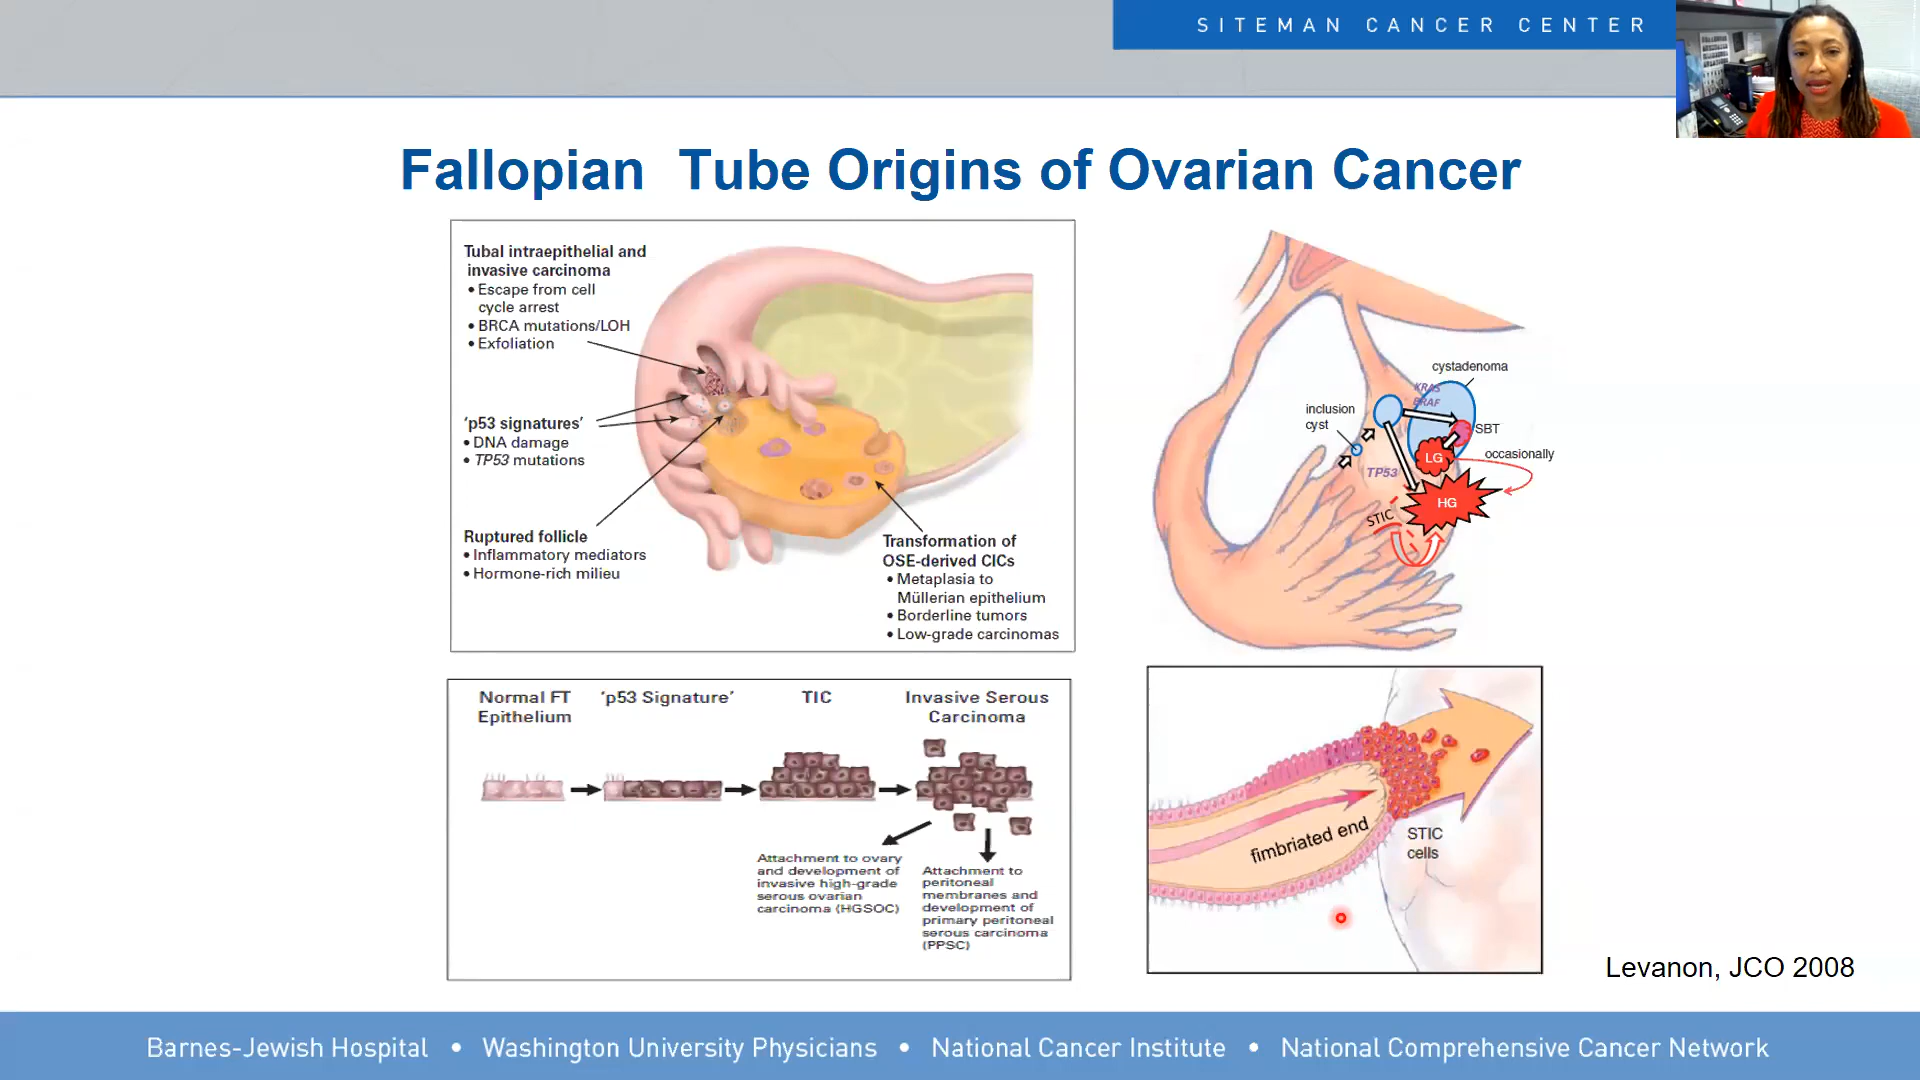 SITEMAN CANCER CENTER
Fallopian Tube Origins of Ovarian Cancer
Tubal intraepithelial and
invasive carcinoma
• Escape from cell
cycle arrest
• BRCA mutations/LOH
• Exfoliation
'p53 signatures'
• DNA damage
• TP53 mutations
Ruptured follicle
• Inflammatory mediators
• Hormone-rich milieu
Transformation of
OSE-derived CICs
• Metaplasia to
Müllerian epithelium
• Borderline tumors
• Low-grade carcinomas
cystadenoma
KRAS
BRAF
inclusion
cyst
SBT
LG
occasionally
TP53
HG
STIC
Normal FT
Epithelium
'p53 Signature'
TIC
Invasive Serous
Carcinoma
Attachment to ovary
and development of
invasive high-grade
serous ovarian
carcinoma (HGSOC)
Attachment to
peritoneal
membranes and
development of
primary peritoneal
serous carcinoma
(PPSC)
fimbriated end
STIC
cells
Levanon, JCO 2008
Barnes-Jewish Hospital • Washington University Physicians • National Cancer Institute • National Comprehensive Cancer Network